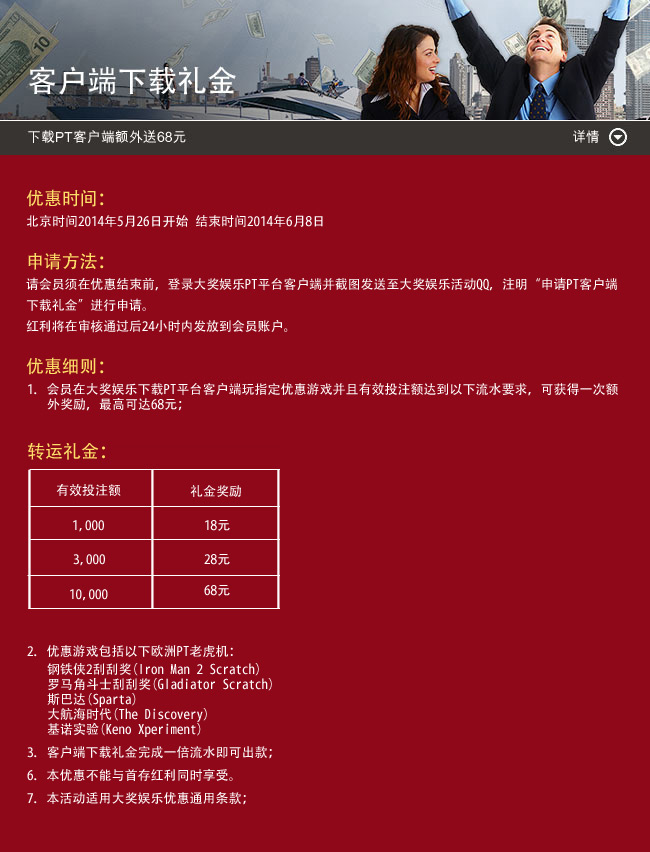 客户端下载礼金
下载PT客户端额外送68元 详情
优惠时间：
北京时间2014年5月26日开始 结束时间2014年6月8日
申请方法：
请会员须在优惠结束前，登录大奖娱乐PT平台客户端并截图发送至大奖娱乐活动QQ，注明“申请PT客户端
下载礼金”进行申请。
红利将在审核通过后24小时内发放到会员账户。
优惠细则：
1. 会员在大奖娱乐下载PT平台客户端玩指定优惠游戏并且有效投注额达到以下流水要求，可获得一次额
外奖励，最高可达68元；
转运礼金：
有效投注额 礼金奖励
1,000 18元
3,000 28元
10,000 68元
2. 优惠游戏包括以下欧洲PT老虎机：
钢铁侠2刮刮奖(Iron Man 2 Scratch)
罗马角斗士刮刮奖(Gladiator Scratch)
斯巴达(Sparta)
大航海时代(The Discovery)
基诺实验(Keno Xperiment)
3. 客户端下载礼金完成一倍流水即可出款；
6. 本优惠不能与首存红利同时享受。
7. 本活动适用大奖娱乐优惠通用条款；